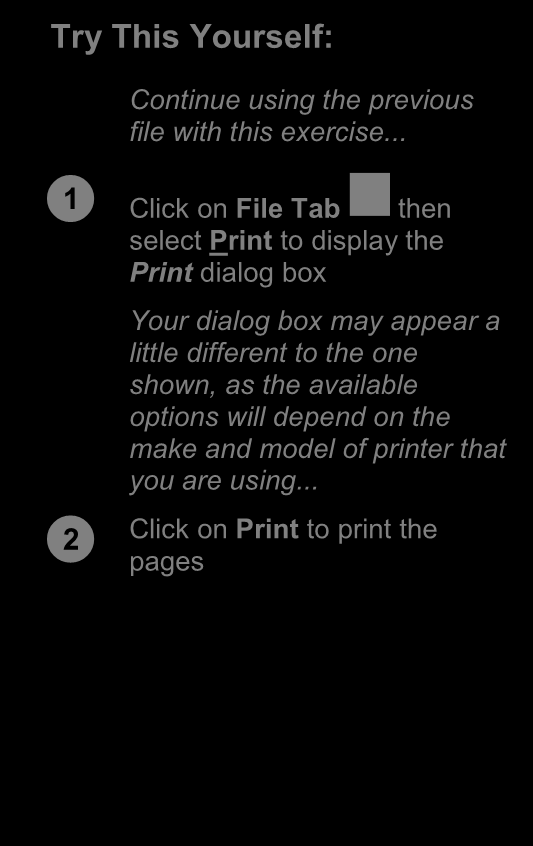 Try This Yourself:
Continue using the previous
file with this exercise...
1
Click on File Tab then
select Print to display the
Print dialog box
Your dialog box may appear a
little different to the one
shown, as the available
options will depend on the
make and model of printer that
you are using...
2
Click on Print to print the
pages